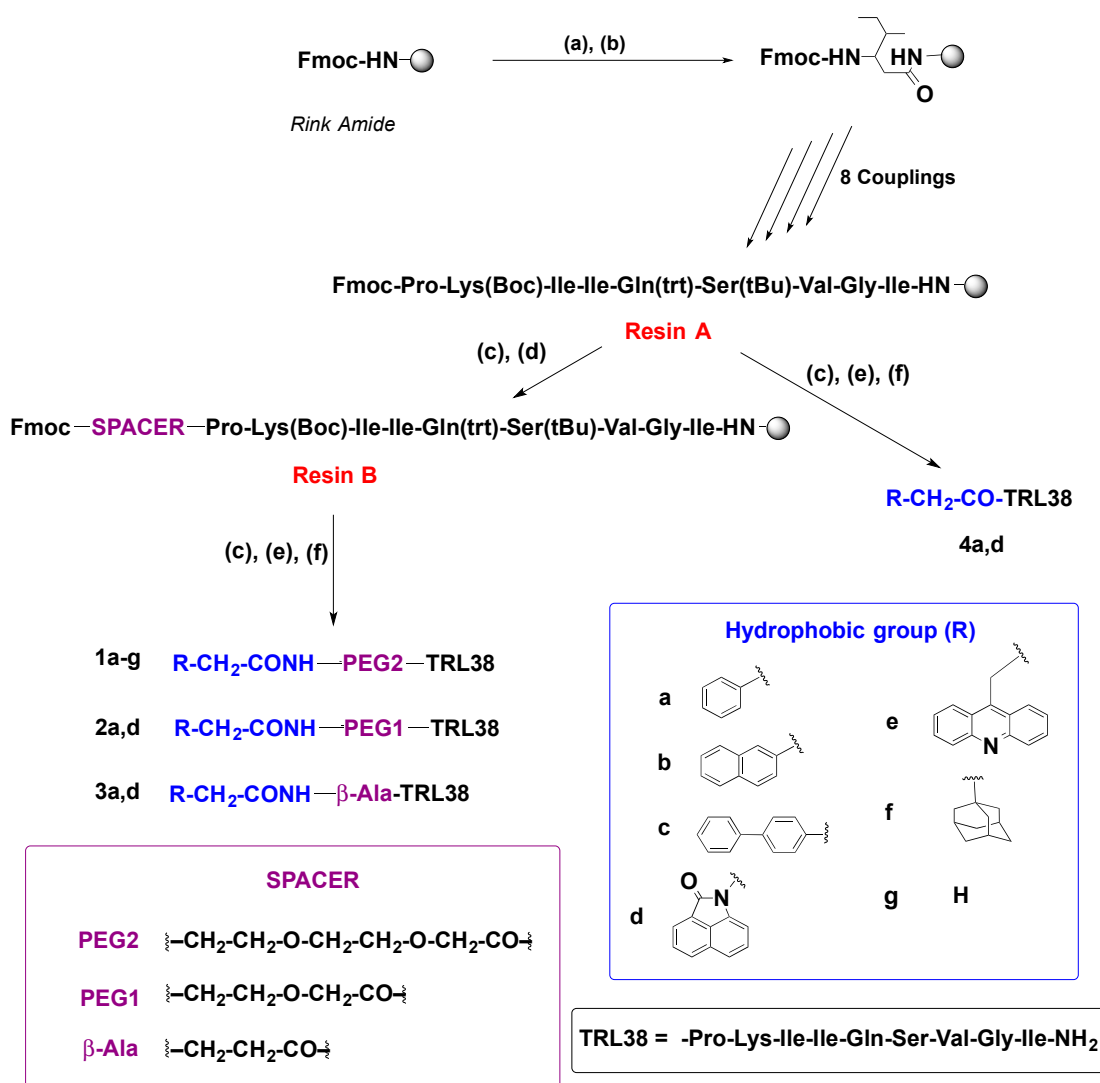 (a), (b)
Fmoc-HN
Rink Amide
Fmoc-HN HN
O
8 Couplings
Fmoc-Pro-Lys(Boc)-Ile-Ile-Gln(trt)-Ser(tBu)-Val-Gly-Ile-HN
Resin A
(c), (d)
(c), (e), (f)
Fmoc-SPACER-Pro-Lys(Boc)-Ile-Ile-Gln(trt)-Ser(tBu)-Val-Gly-Ile-HN
Resin B
R-CH2-CO-TRL38
4a,d
(c), (e), (f)
1a-g R-CH2-CONH-PEG2-TRL38
2a,d R-CH2-CONH-PEG1-TRL38
3a,d R-CH2-CONH-β-Ala-TRL38
SPACER
PEG2 -CH2-CH2-O-CH2-CH2-O-CH2-CO-
PEG1 -CH2-CH2-O-CH2-CO-
β-Ala -CH2-CH2-CO-
Hydrophobic group (R)
a
b
c
d
O N
e
N
f
g H
TRL38 = -Pro-Lys-Ile-Ile-Gln-Ser-Val-Gly-Ile-NH2